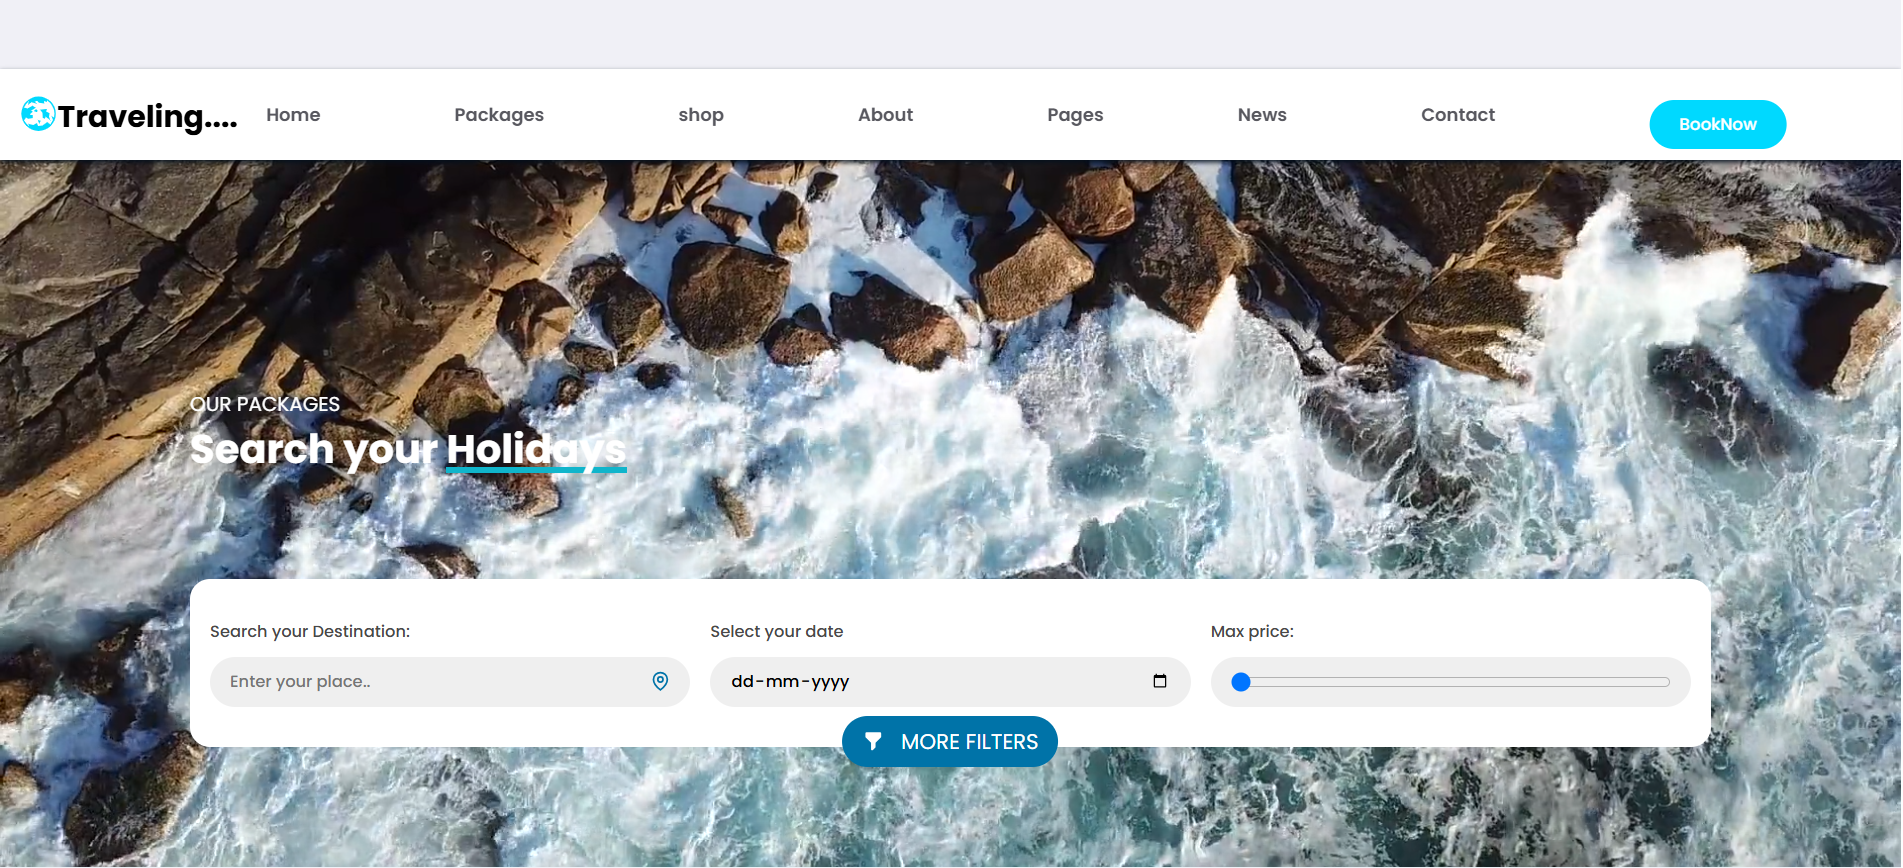 Traveling....
Home
Packages
shop
About
Pages
News
Contact
BookNow
OUR PACKAGES
Search your Holidays
Search your Destination:
Select your date
Max price:
Enter your place..
dd-mm-yyyy
MORE FILTERS